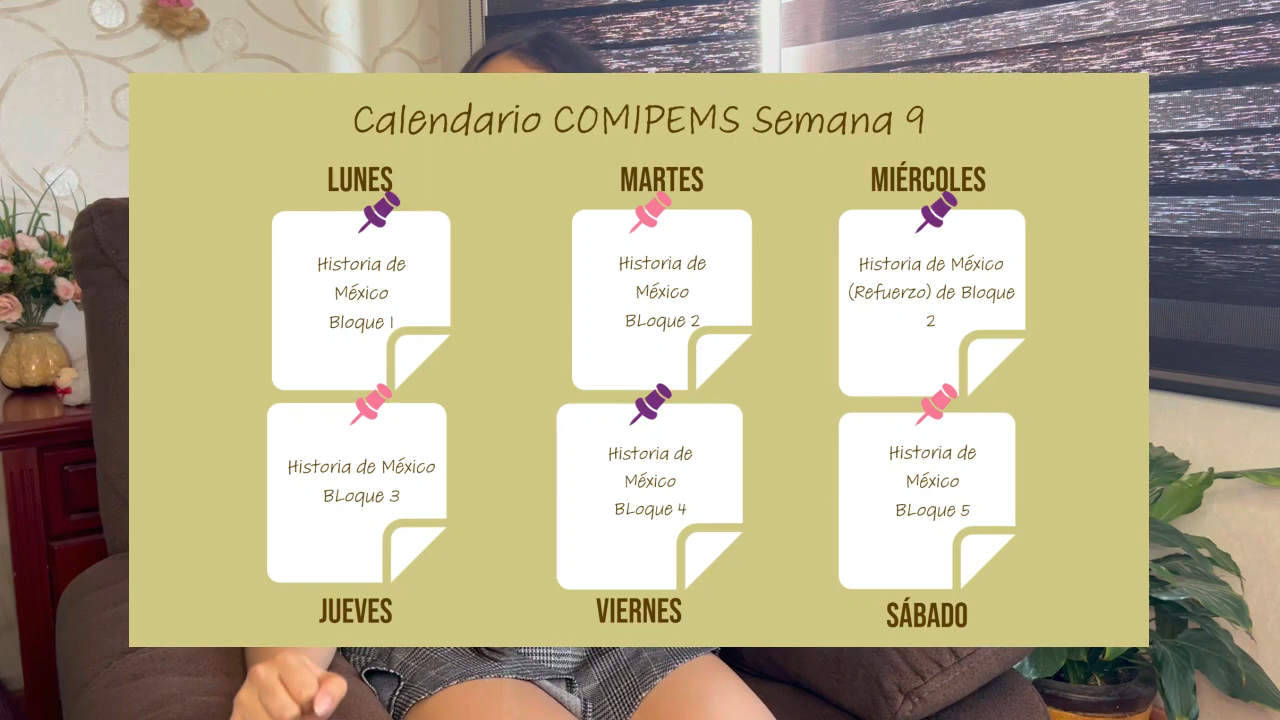 Calendario COMIPEMS Semana 9
LUNES
Historia de
México
Bloque 1
MARTES
Historia de
México
BLoque 2
MIÉRCOLES
Historia de México
(Refuerzo) de Bloque
2
Historia de México
BLoque 3
JUEVES
Historia de
México
BLoque 4
VIERNES
Historia de
México
BLoque 5
SÁBADO